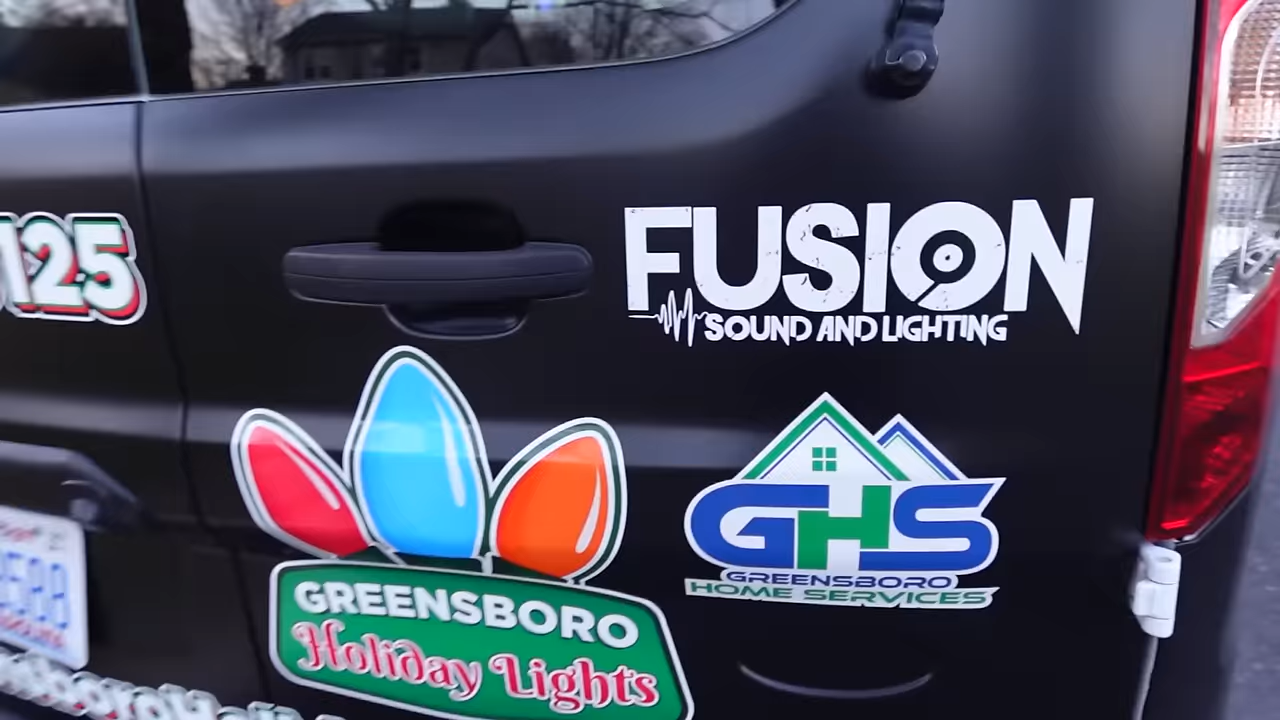 125
FUSION
SOUND AND LIGHTING
GHS
GREENSBORO
HOME SERVICES
GREENSBORO
Holiday Lights